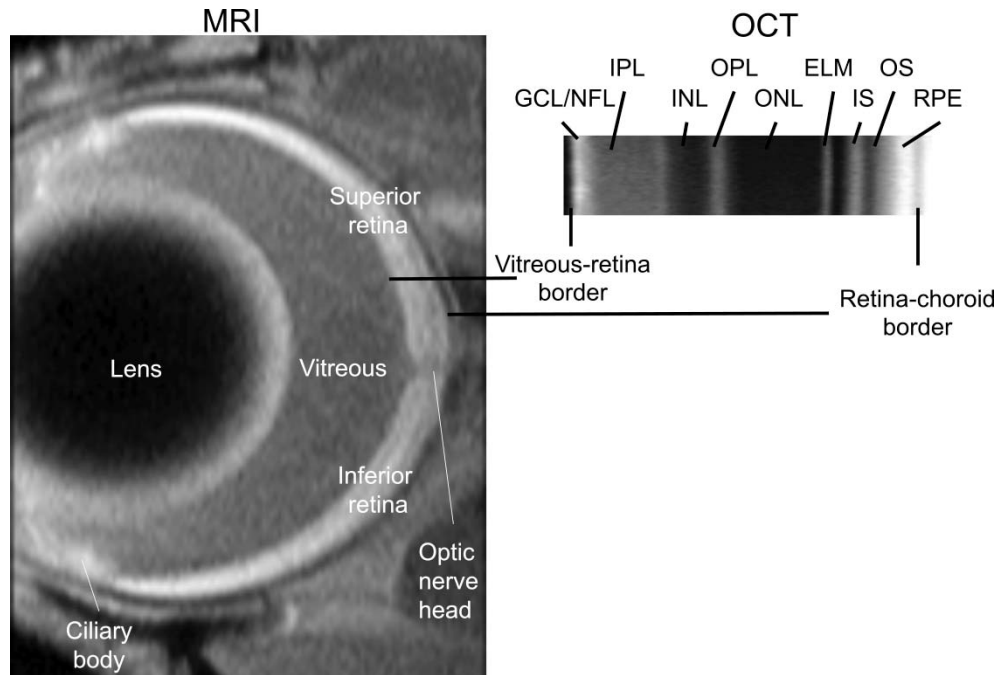 MRI
OCT
IPL
OPL
ELM
OS
GCL/NFL
INL
ONL
IS
RPE
Superior
retina
Vitreous-retina
border
Retina-choroid
border
Lens
Vitreous
Inferior
retina
Optic
nerve
head
Ciliary
body